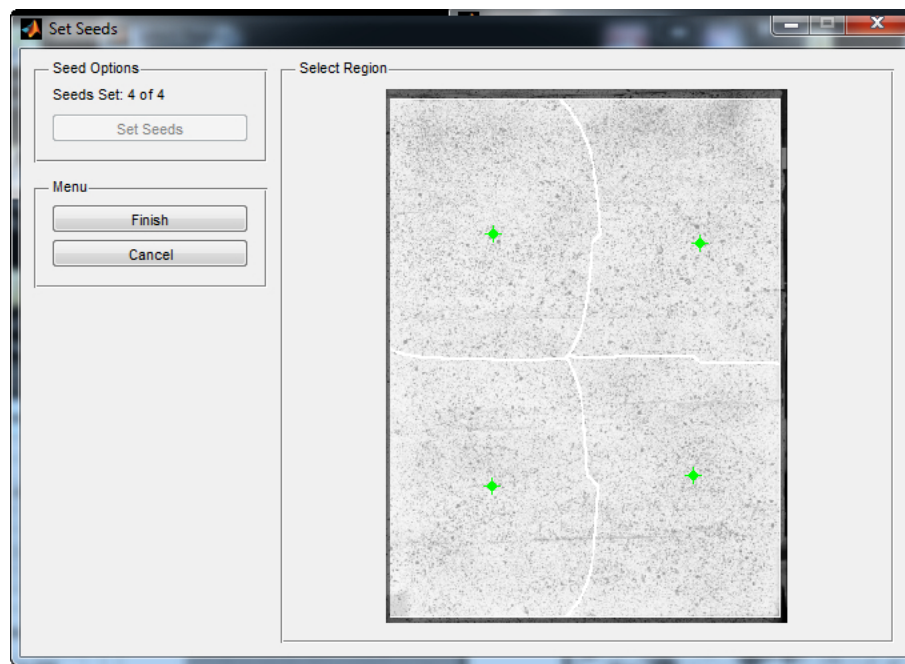 Set Seeds
Seed Options
Seeds Set: 4 of 4
Set Seeds
Menu
Finish
Cancel
Select Region